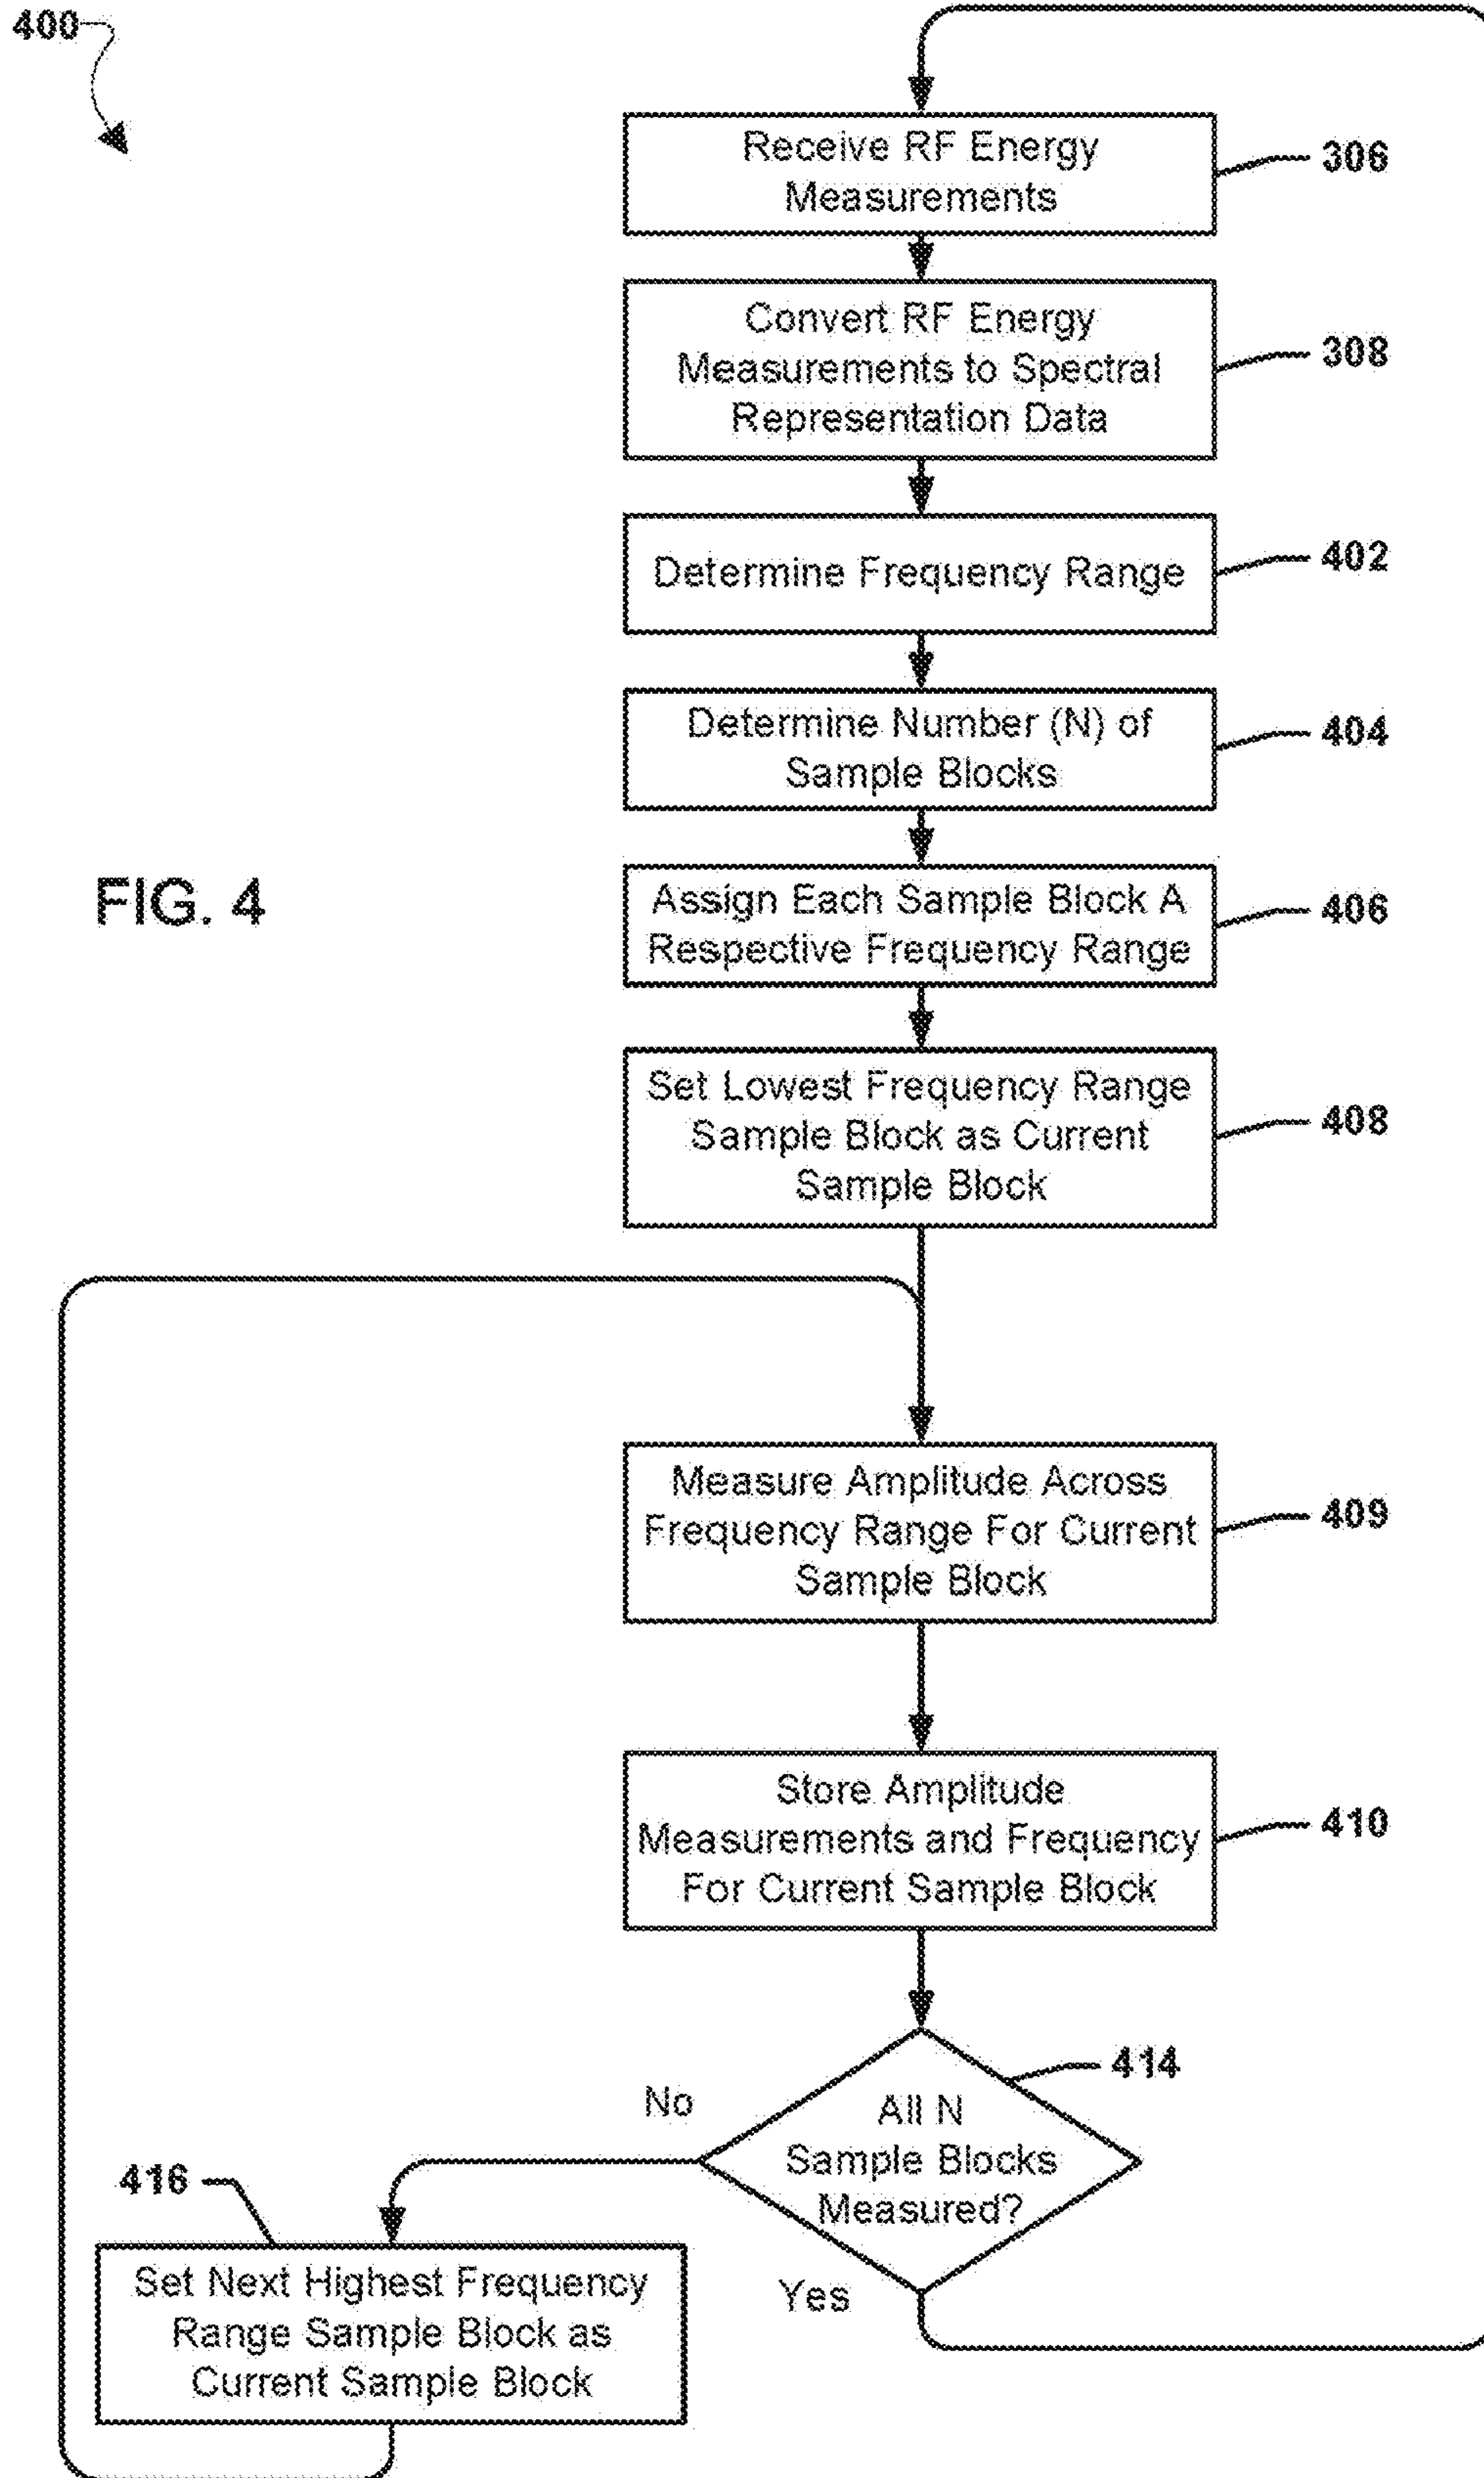 400
Receive RF Energy
Measurements
306
Convert RF Energy
Measurements to Spectral
Representation Data
308
Determine Frequency Range
402
Determine Number (N) of
Sample Blocks
404
FIG. 4
Assign Each Sample Block A
Respective Frequency Range
406
Set Lowest Frequency Range
Sample Block as Current
Sample Block
408
Measure Amplitude Across
Frequency Range For Current
Sample Block
409
Store Amplitude
Measurements and Frequency
For Current Sample Block
410
All N
Sample Blocks
Measured?
414
No
Yes
416
Set Next Highest Frequency
Range Sample Block as
Current Sample Block